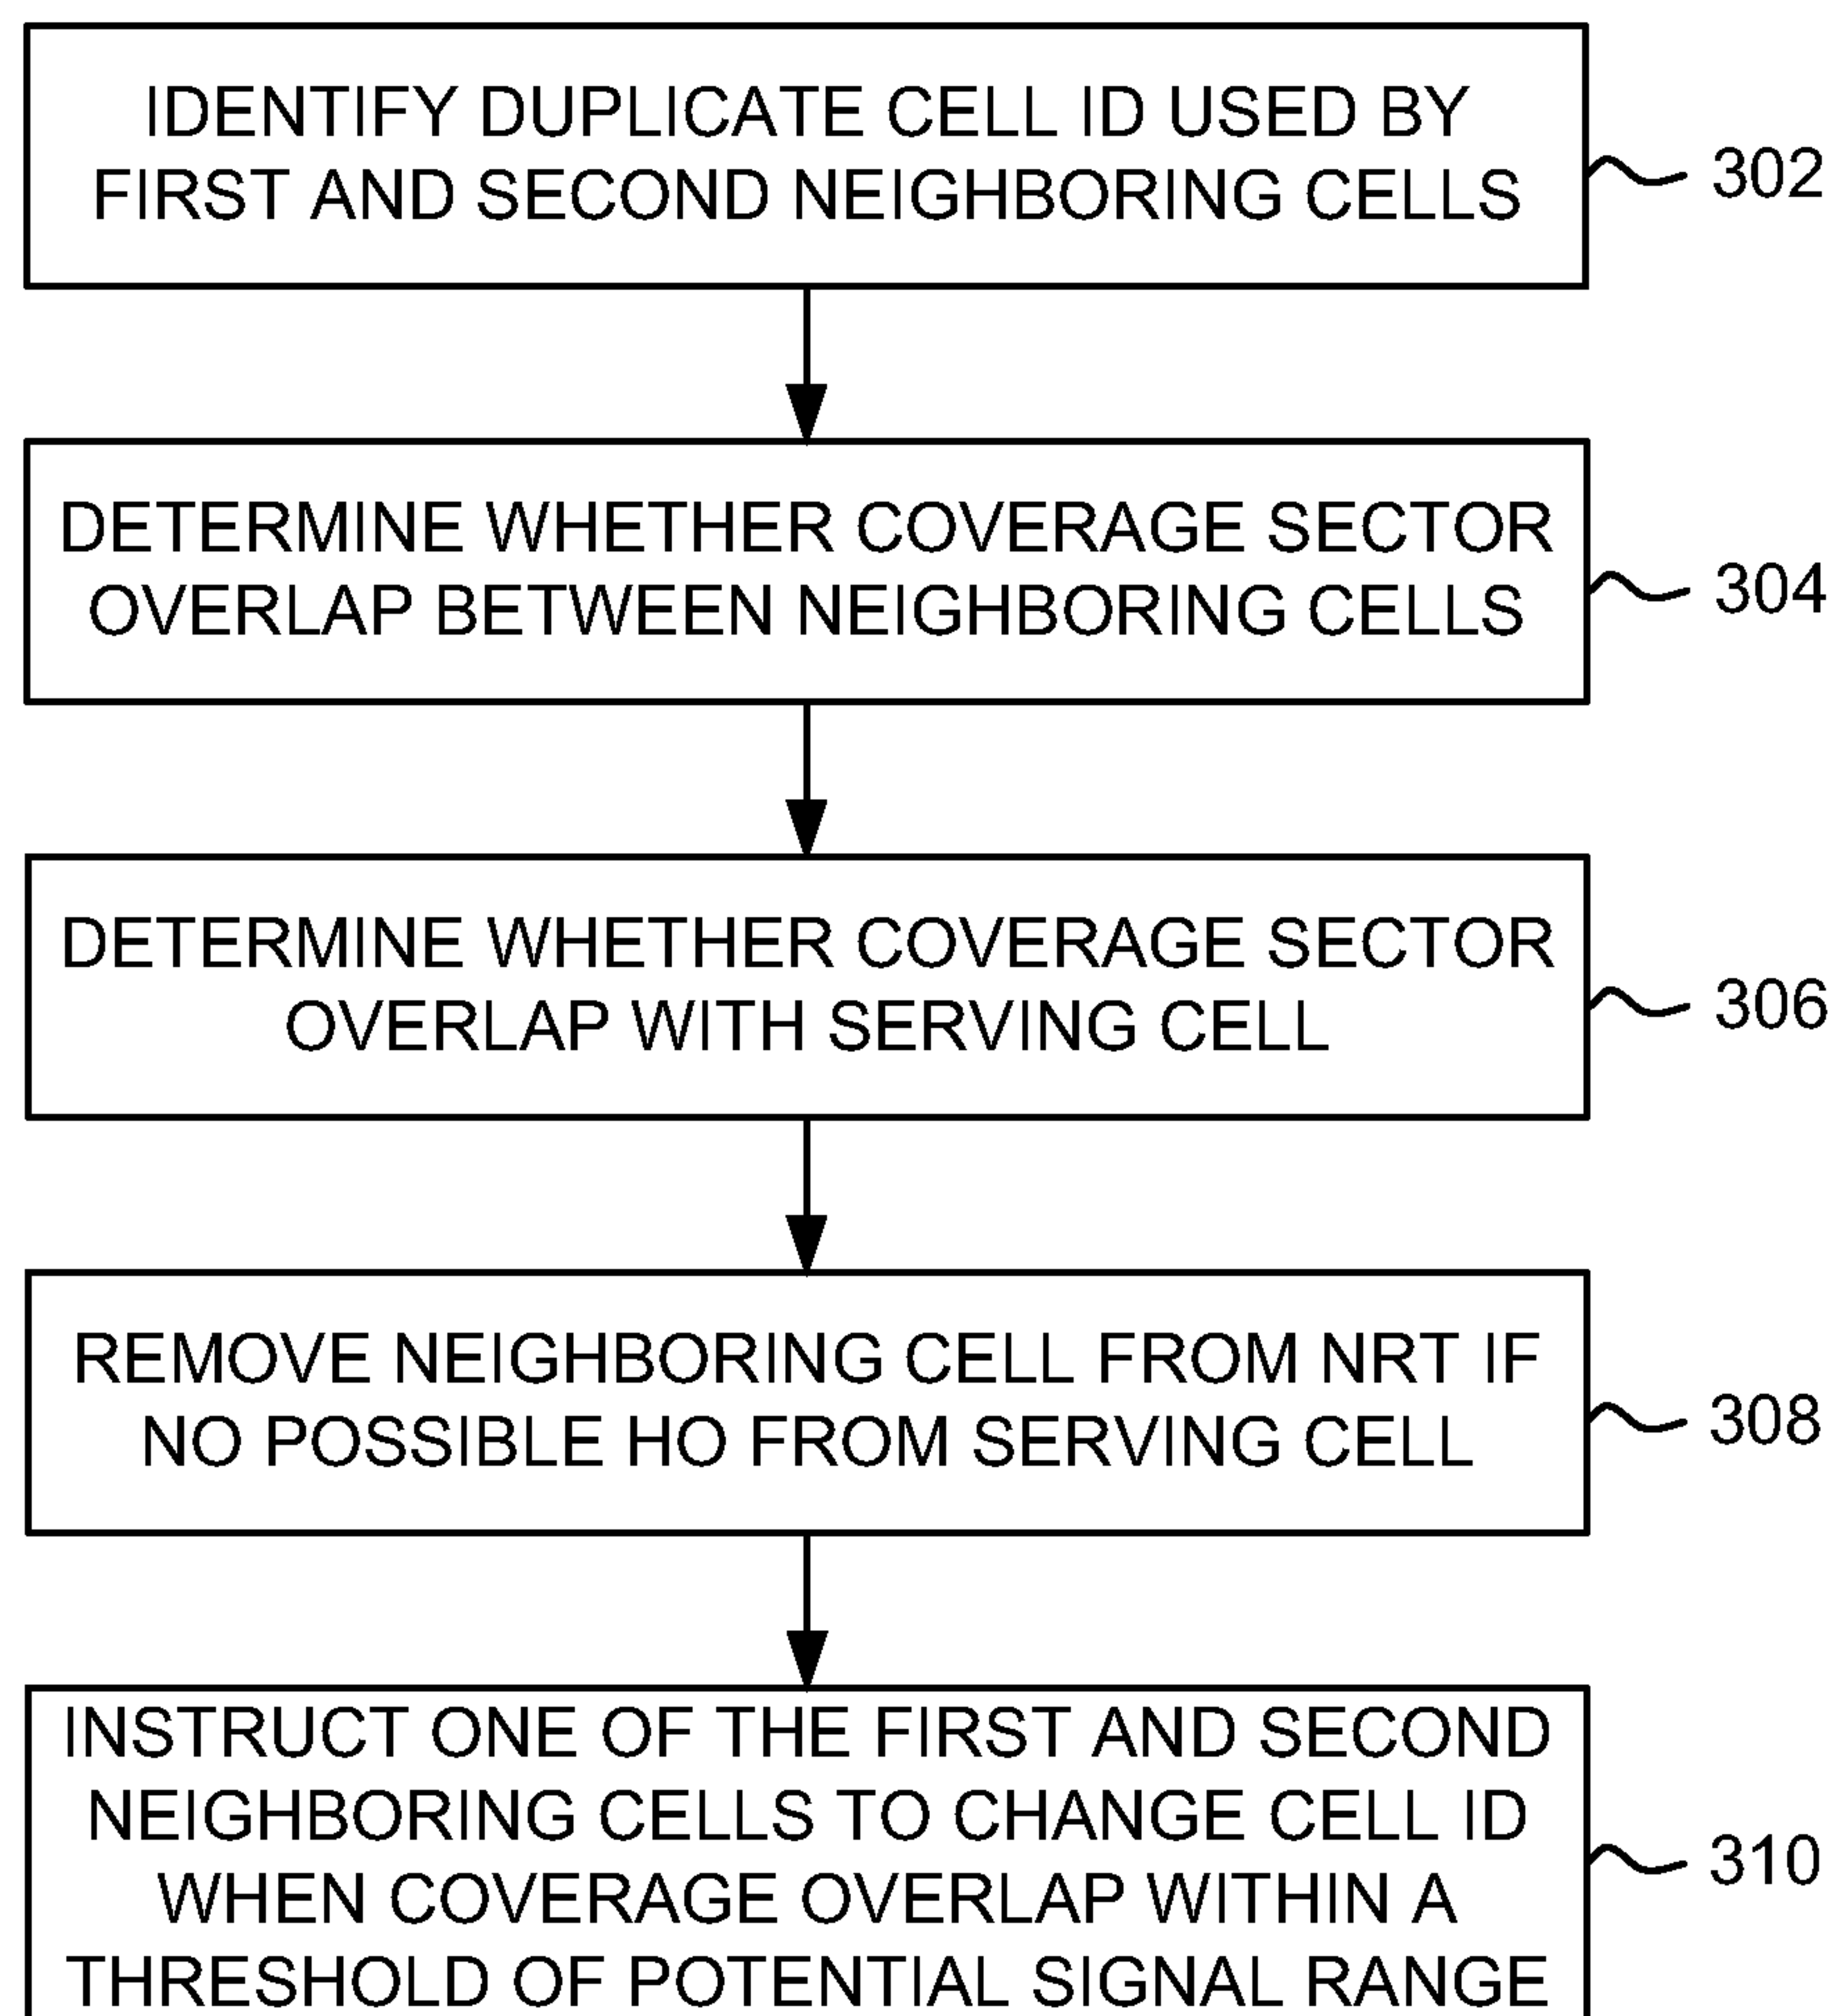 IDENTIFY DUPLICATE CELL ID USED BY
FIRST AND SECOND NEIGHBORING CELLS
302
DETERMINE WHETHER COVERAGE SECTOR
OVERLAP BETWEEN NEIGHBORING CELLS
304
DETERMINE WHETHER COVERAGE SECTOR
OVERLAP WITH SERVING CELL
306
REMOVE NEIGHBORING CELL FROM NRT IF
NO POSSIBLE HO FROM SERVING CELL
308
INSTRUCT ONE OF THE FIRST AND SECOND
NEIGHBORING CELLS TO CHANGE CELL ID
WHEN COVERAGE OVERLAP WITHIN A
THRESHOLD OF POTENTIAL SIGNAL RANGE
310